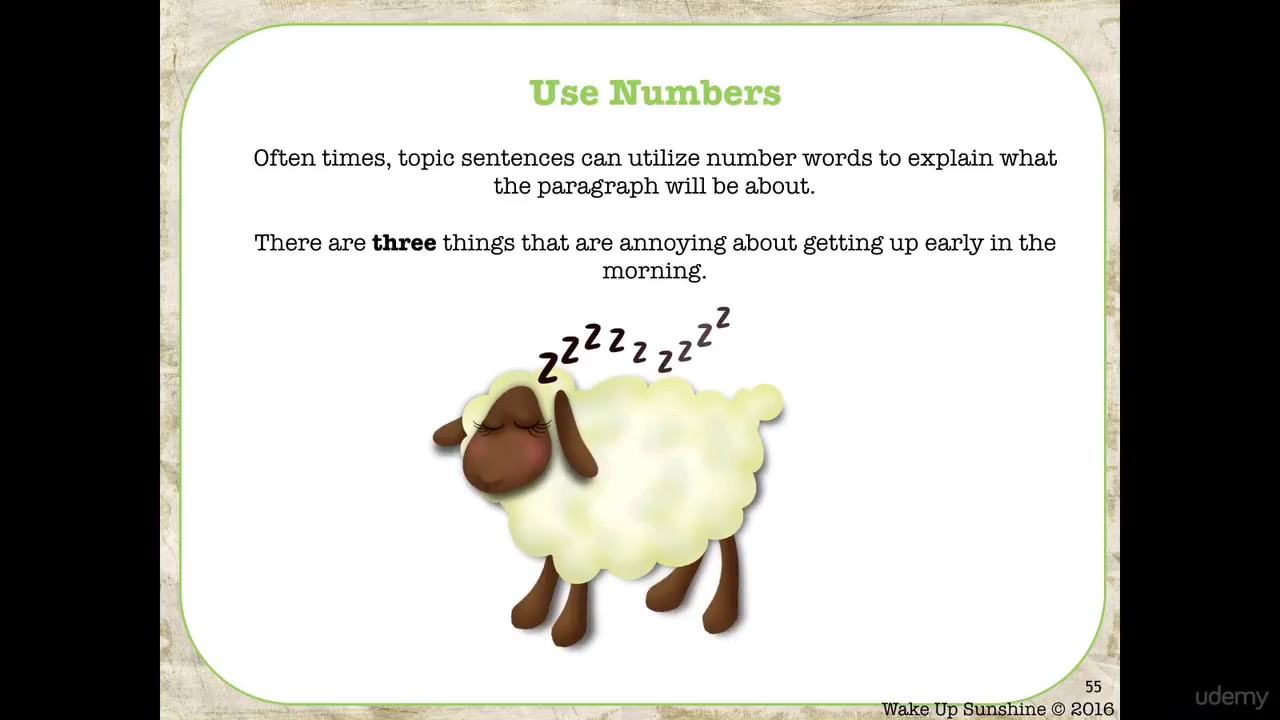 Use Numbers
Often times, topic sentences can utilize number words to explain what
the paragraph will be about.
There are three things that are annoying about getting up early in the
morning.
z z z z z z z z z
55
Wake Up Sunshine © 2016
udemy